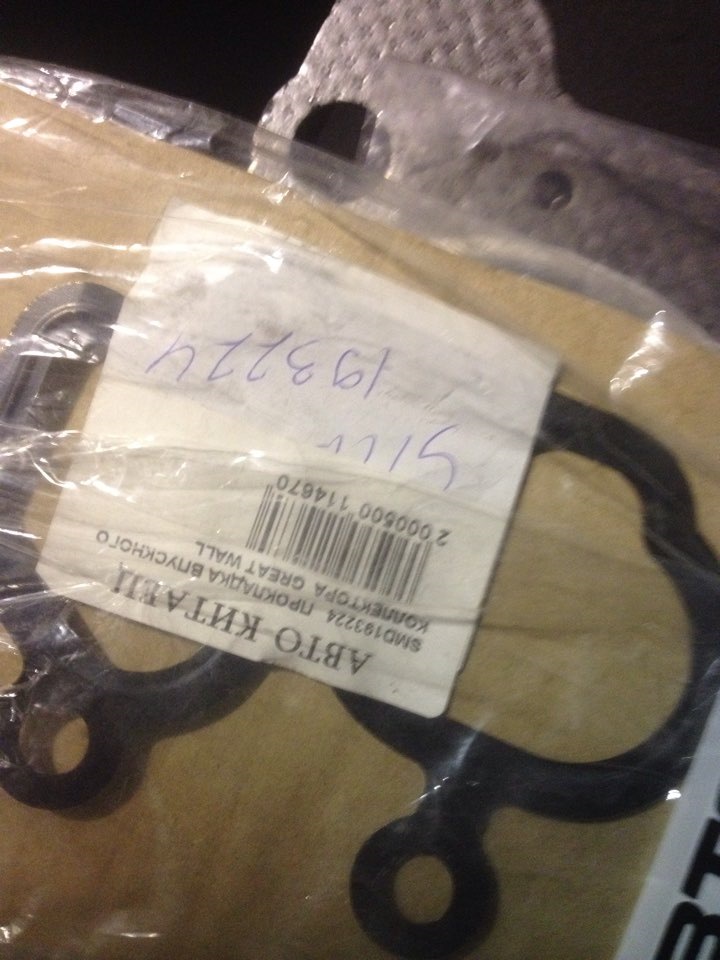 АВТО КИТАЕЦ
SMD193224 ПРОКЛАДКА ВПУСКНОГО
КОЛЛЕКТОРА GREAT WALL
2 000500 114670
193224